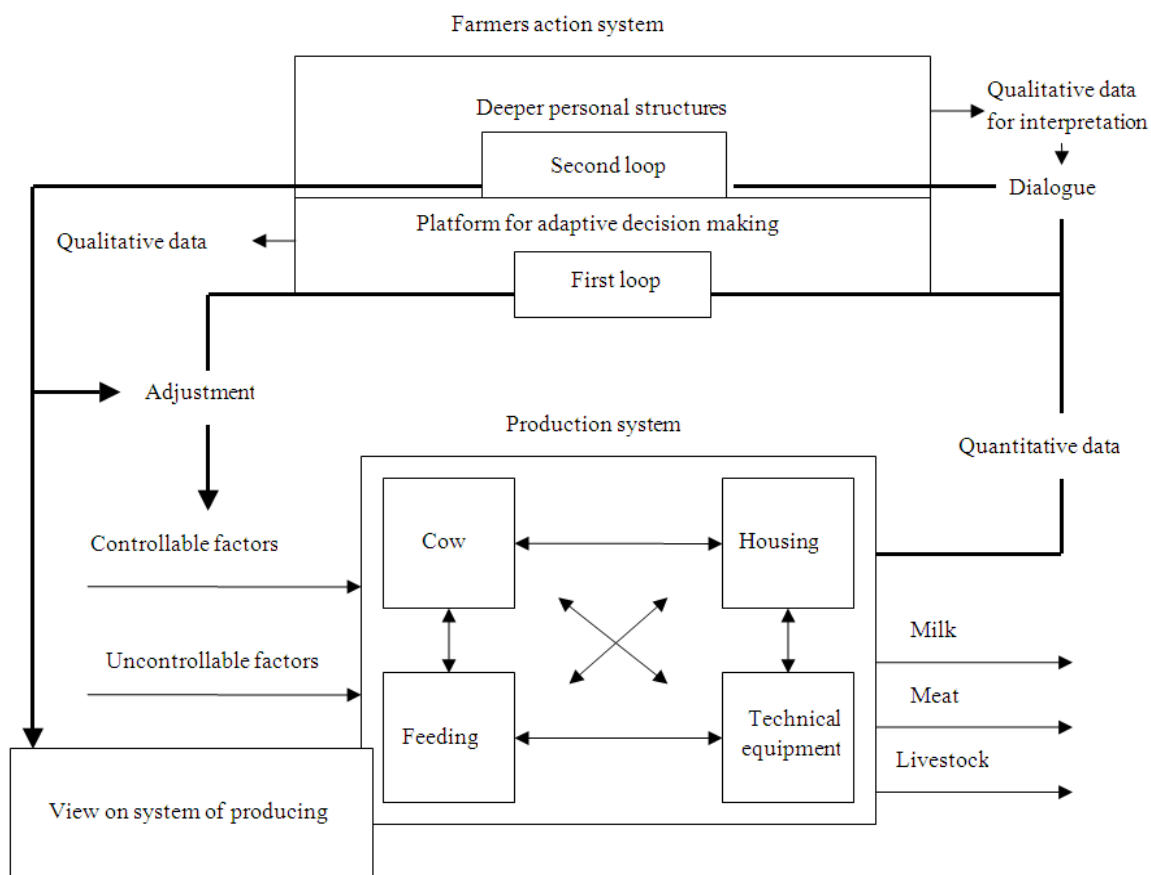 Farmers action system
Deeper personal structures
Qualitative data
for interpretation
Second loop
Dialogue
Platform for adaptive decision making
Qualitative data
First loop
Adjustment
Production system
Quantitative data
Controllable factors
Cow
Housing
Milk
Uncontrollable factors
Meat
Feeding
Technical
equipment
Livestock
View on system of producing